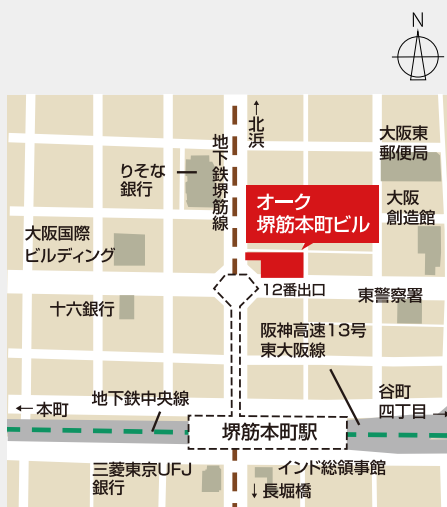 N
↑北浜
地下鉄堺筋線
大阪東
郵便局
りそな
銀行
オーク
堺筋本町ビル
大阪
創造館
大阪国際
ビルディング
12番出口
東警察署
十六銀行
阪神高速13号
東大阪線
地下鉄中央線
谷町
四丁目→
←本町
堺筋本町駅
三菱東京UFJ
銀行
インド総領事館
↓長堀橋